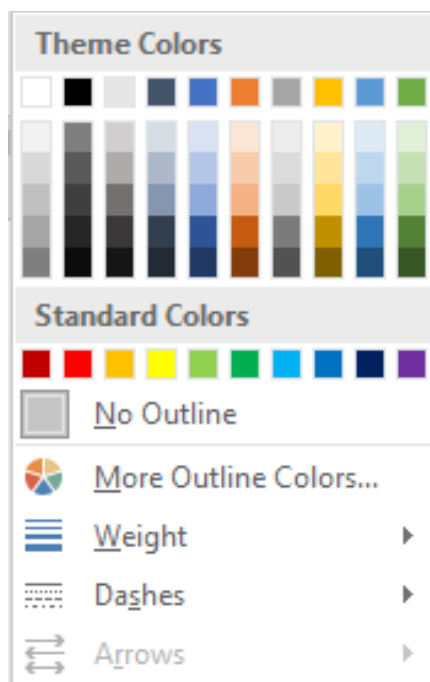 Theme Colors
Standard Colors
No Outline
More Outline Colors...
Weight
Dashes
Arrows